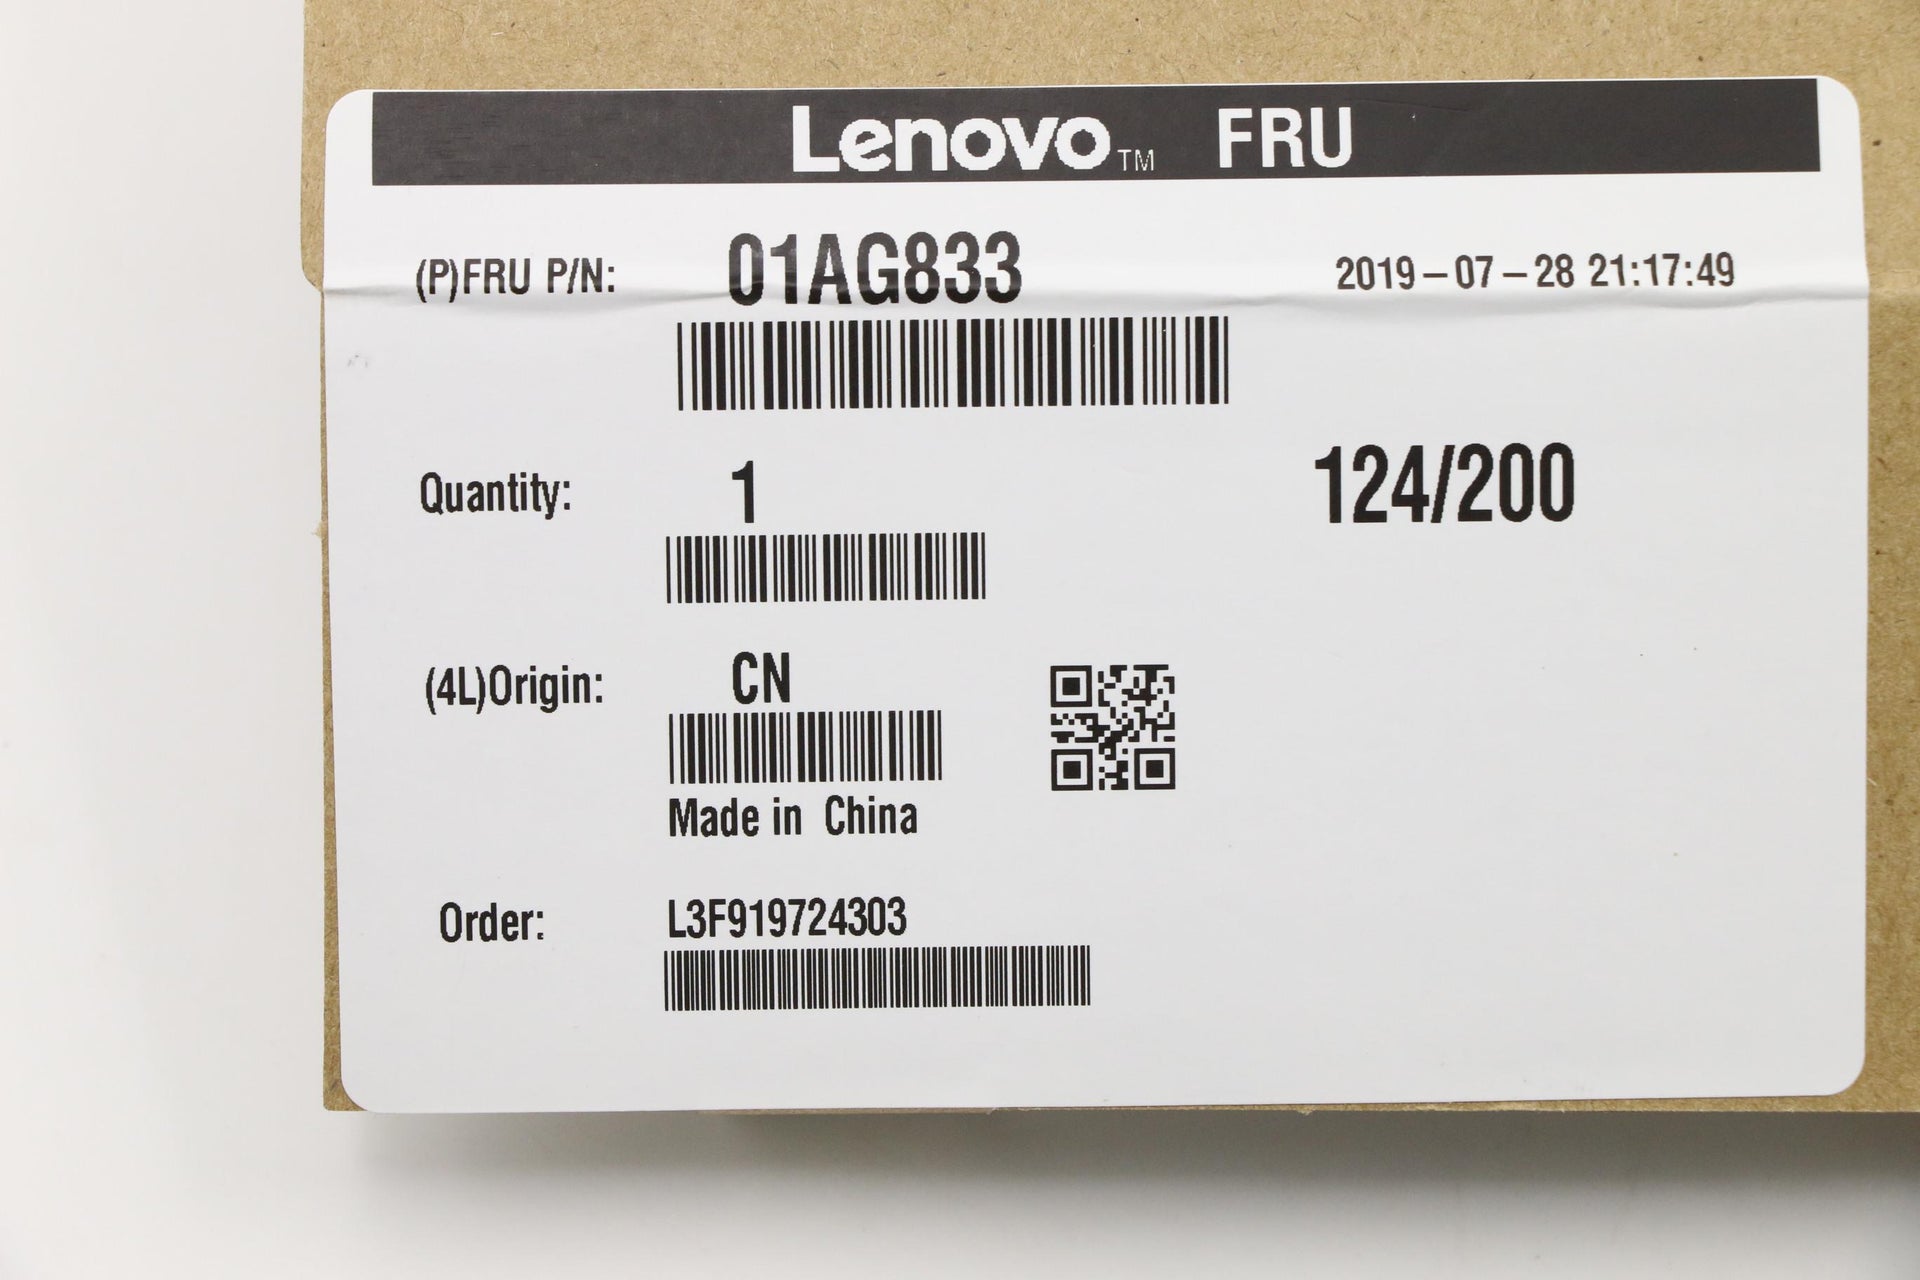 Lenovo™ FRU
(P)FRU P/N: 01AG833 2019-07-28 21:17:49
Quantity: 1 124/200
(4L)Origin: CN
Made in China
Order: L3F919724303